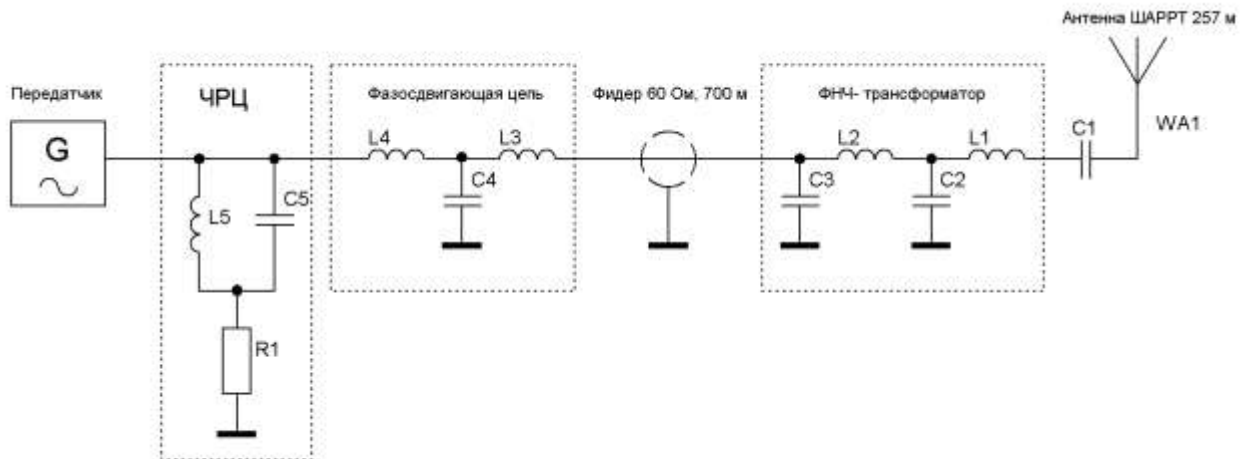 Антенна ШАРРТ 257 м
Передатчик
ЧРЦ
Фазосдвигающая цепь
Фидер 60 Ом, 700 м
ФНЧ- трансформатор
G
L4
L3
L2
L1
C1
WA1
C4
C3
C2
L5
C5
R1